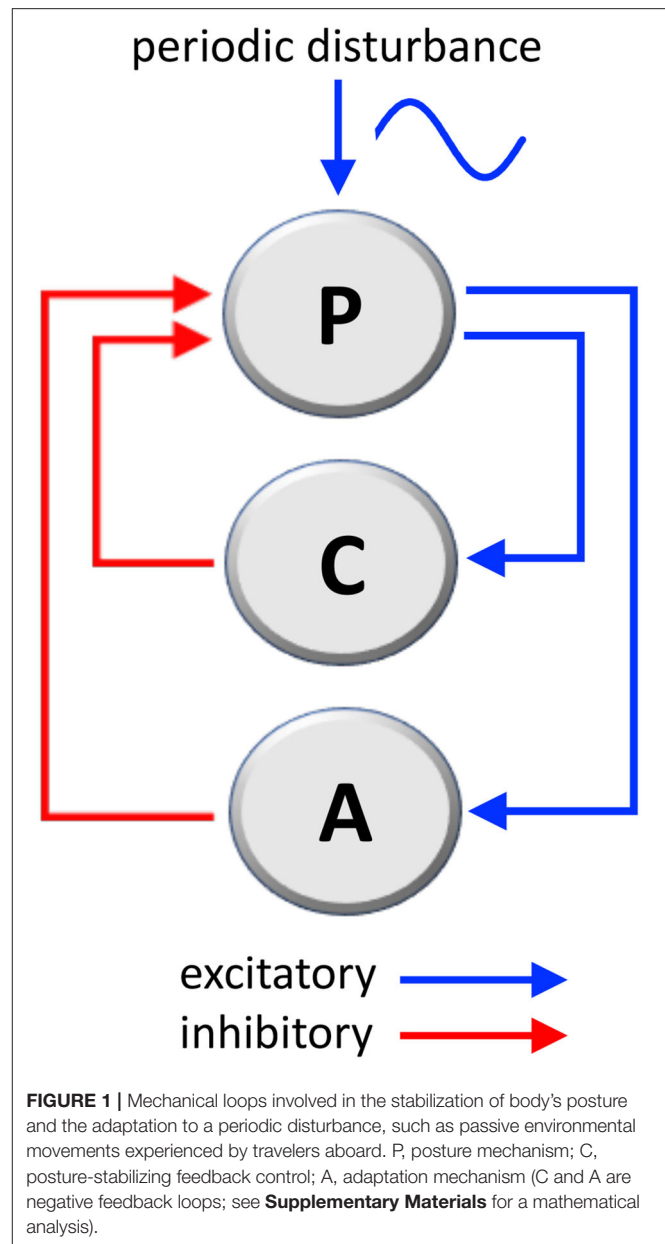 periodic disturbance
P
C
A
excitatory
inhibitory
FIGURE 1 | Mechanical loops involved in the stabilization of body's posture
and the adaptation to a periodic disturbance, such as passive environmental
movements experienced by travelers aboard. P, posture mechanism; C,
posture-stabilizing feedback control; A, adaptation mechanism (C and A are
negative feedback loops; see Supplementary Materials for a mathematical
analysis).